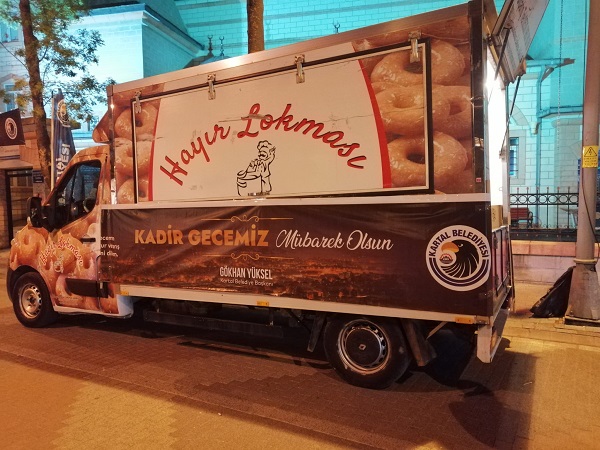 Hayır Lokması
KADİR GECEMİZ Mübarek Olsun
GÖKHAN YÜKSEL
Kartal Belediye Başkanı
KARTAL BELEDİYESİ